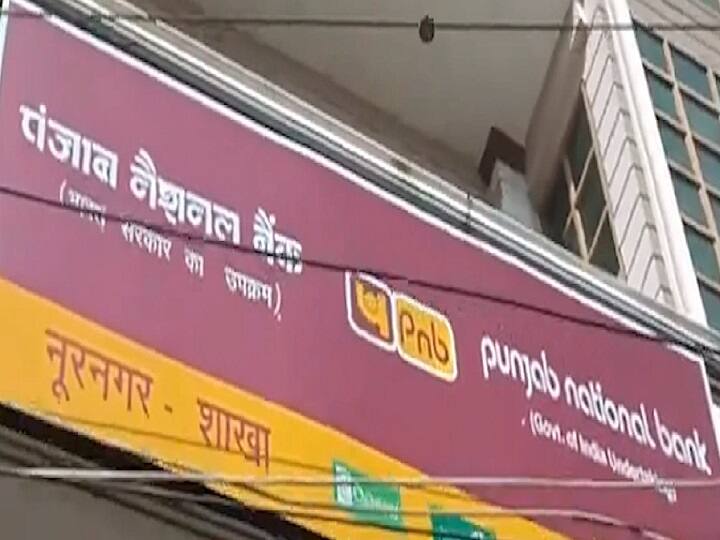 पंजाब नैशनल बैंक
(भारत सरकार का उपक्रम)
pnb
punjab national bank
(Govt. of India Undertaking)
नूरनगर - शाखा